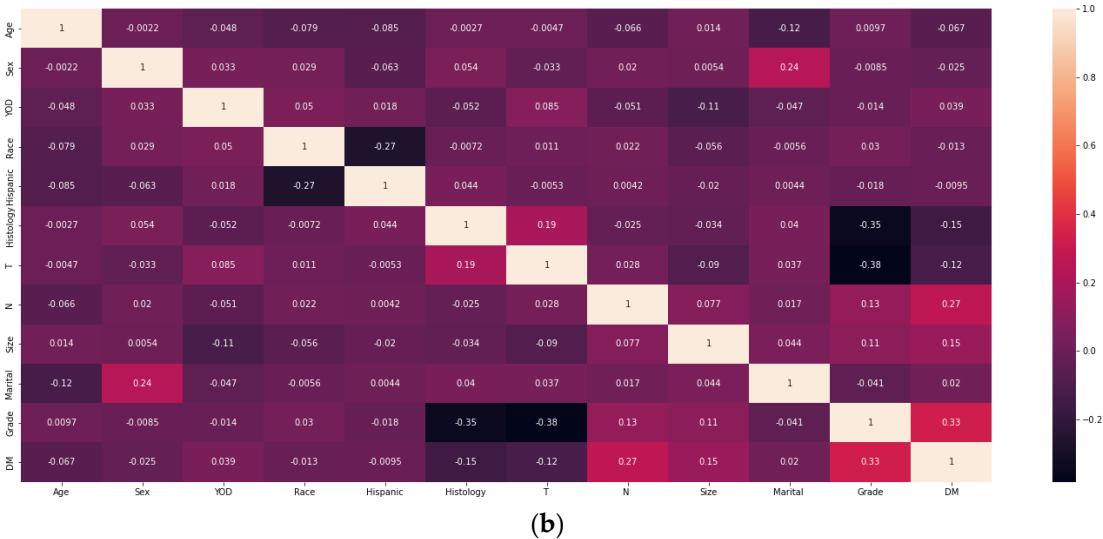 Age 1 -0.0022 -0.048 -0.079 -0.085 -0.0027 -0.0047 -0.066 0.014 -0.12 0.0097 -0.067
Sex -0.0022 1 0.033 0.029 -0.063 0.054 -0.033 0.02 0.0054 0.24 -0.0085 -0.025
YOD -0.048 0.033 1 0.05 0.018 -0.052 0.085 -0.051 -0.11 -0.047 -0.014 0.039
Race -0.079 0.029 0.05 1 -0.27 -0.0072 0.011 0.022 -0.056 -0.0056 0.03 -0.013
Hispanic -0.085 -0.063 0.018 -0.27 1 0.044 -0.0053 0.0042 -0.02 0.0044 -0.018 -0.0095
Histology -0.0027 0.054 -0.052 -0.0072 0.044 1 0.19 -0.025 -0.034 0.04 -0.35 -0.15
T -0.0047 -0.033 0.085 0.011 -0.0053 0.19 1 0.028 -0.09 0.037 -0.38 -0.12
N -0.066 0.02 -0.051 0.022 0.0042 -0.025 0.028 1 0.077 0.017 0.13 0.27
Size 0.014 0.0054 -0.11 -0.056 -0.02 -0.034 -0.09 0.077 1 0.044 0.11 0.15
Marital -0.12 0.24 -0.047 -0.0056 0.0044 0.04 0.037 0.017 0.044 1 -0.041 0.02
Grade 0.0097 -0.0085 -0.014 0.03 -0.018 -0.35 -0.38 0.13 0.11 -0.041 1 0.33
DM -0.067 -0.025 0.039 -0.013 -0.0095 -0.15 -0.12 0.27 0.15 0.02 0.33 1
Age Sex YOD Race Hispanic Histology T N Size Marital Grade DM
1.0
0.8
0.6
0.4
0.2
0.0
−0.2
(b)